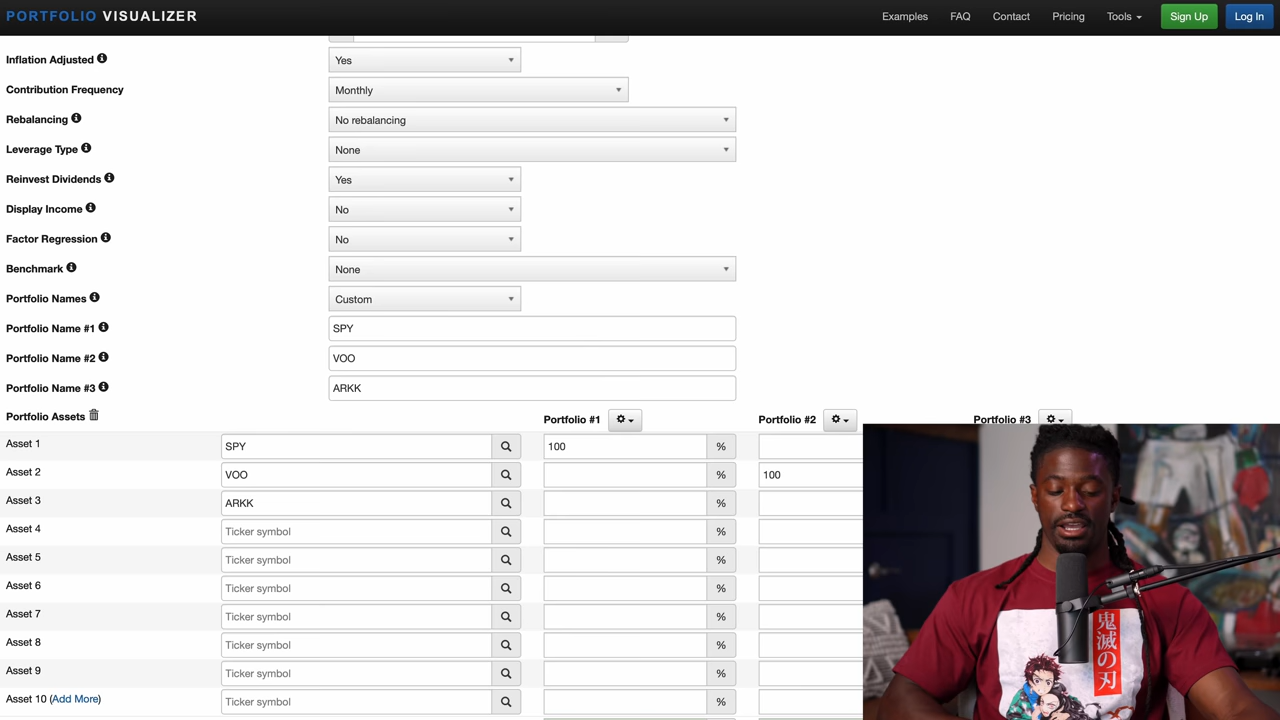 PORTFOLIO VISUALIZER
Examples FAQ Contact Pricing Tools Sign Up Log In
Inflation Adjusted Yes
Contribution Frequency Monthly
Rebalancing No rebalancing
Leverage Type None
Reinvest Dividends Yes
Display Income No
Factor Regression No
Benchmark None
Portfolio Names Custom
Portfolio Name #1 SPY
Portfolio Name #2 VOO
Portfolio Name #3 ARKK
Portfolio Assets Portfolio #1 Portfolio #2 Portfolio #3
Asset 1 SPY 100 %
Asset 2 VOO % 100
Asset 3 ARKK %
Asset 4 Ticker symbol %
Asset 5 Ticker symbol %
Asset 6 Ticker symbol %
Asset 7 Ticker symbol %
Asset 8 Ticker symbol %
Asset 9 Ticker symbol %
Asset 10 (Add More) Ticker symbol %
鬼滅の刃